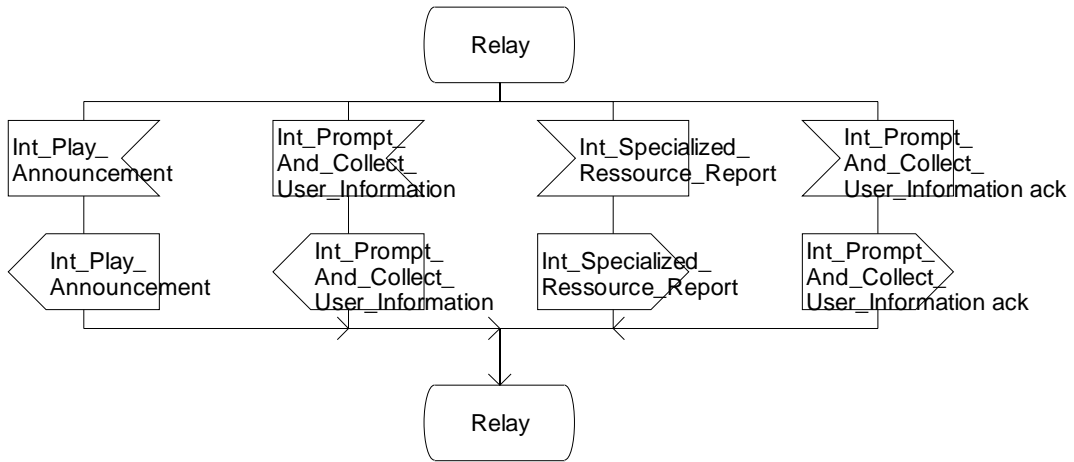 Relay
Int_Play_
Announcement
Int_Prompt_
And_Collect_
User_Information
Int_Specialized_
Ressource_Report
Int_Prompt_
And_Collect_
User_Information ack
Int_Play_
Announcement
Int_Prompt_
And_Collect_
User_Information
Int_Specialized_
Ressource_Report
Int_Prompt_
And_Collect_
User_Information ack
Relay